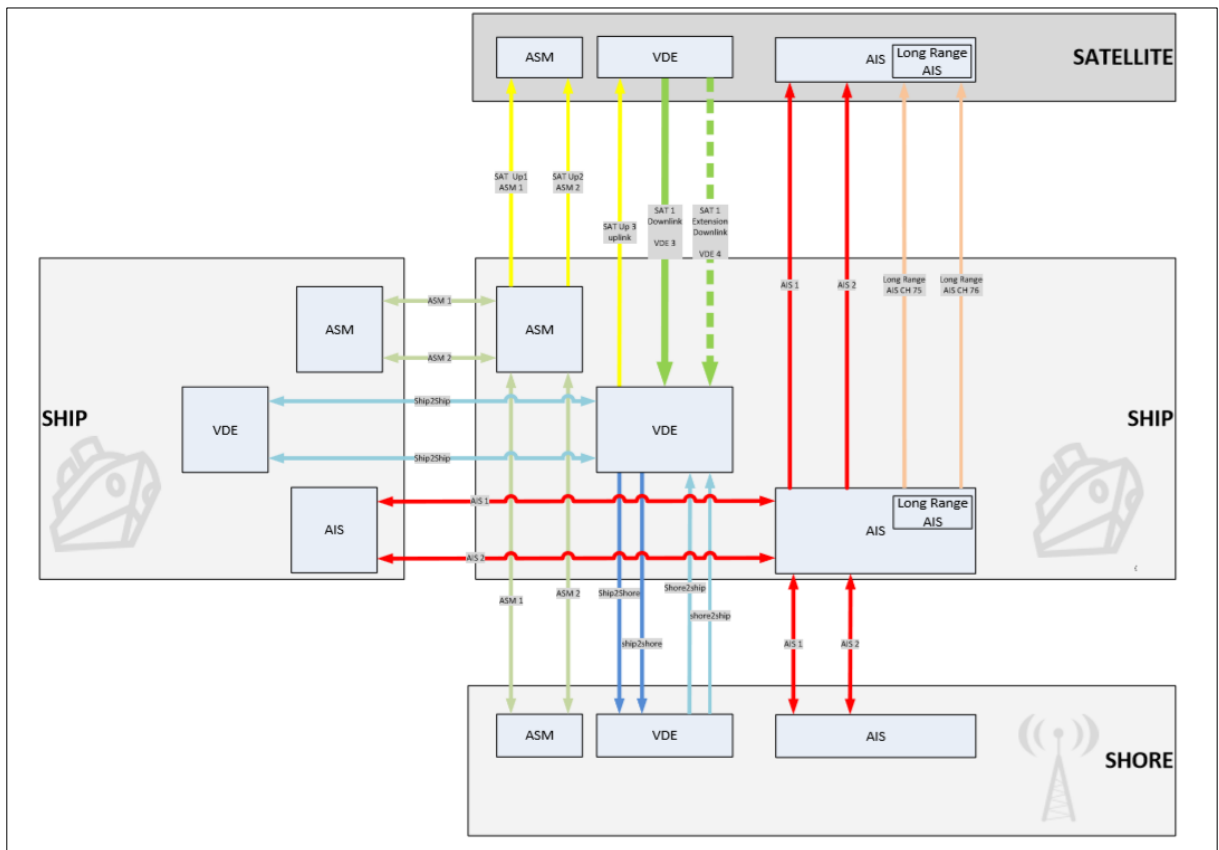 ASM
VDE
AIS
Long Range
AIS
SATELLITE
SAT Up1
ASM 1
SAT Up2
ASM 2
SAT Up 3
uplink
SAT 1
Downlink
VDE 3
SAT 1
Extension
Downlink
VDE 4
AIS 1
AIS 2
Long Range
AIS CH 75
Long Range
AIS CH 76
ASM
ASM 1
ASM 2
ASM
SHIP
VDE
Ship2Ship
Ship2Ship
VDE
SHIP
AIS
AIS 1
AIS 2
AIS
Long Range
AIS
ASM 1
ASM 2
Ship2Shore
ship2shore
Shore2ship
shore2ship
AIS 1
AIS 2
ASM
VDE
AIS
SHORE